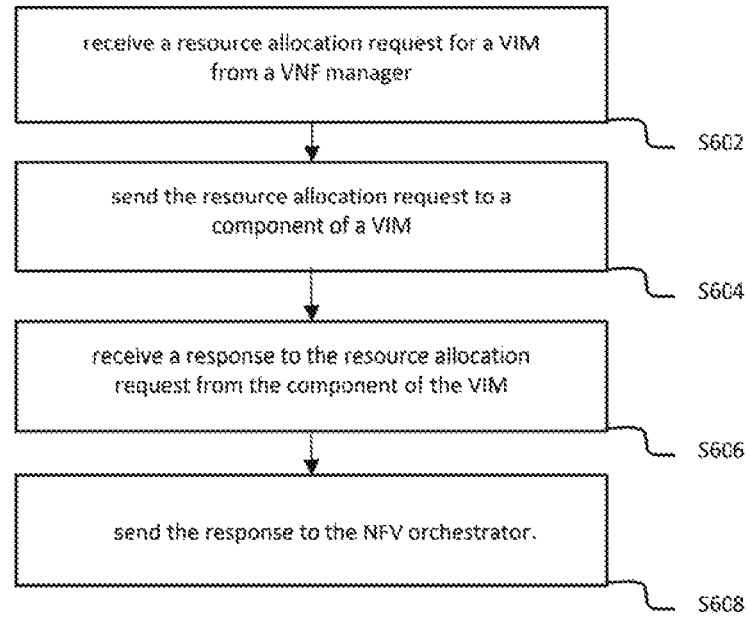 receive a resource allocation request for a VIM
from a VNF manager
S602
send the resource allocation request to a
component of a VIM
S604
receive a response to the resource allocation
request from the component of the VIM
S606
send the response to the NFV orchestrator.
S608